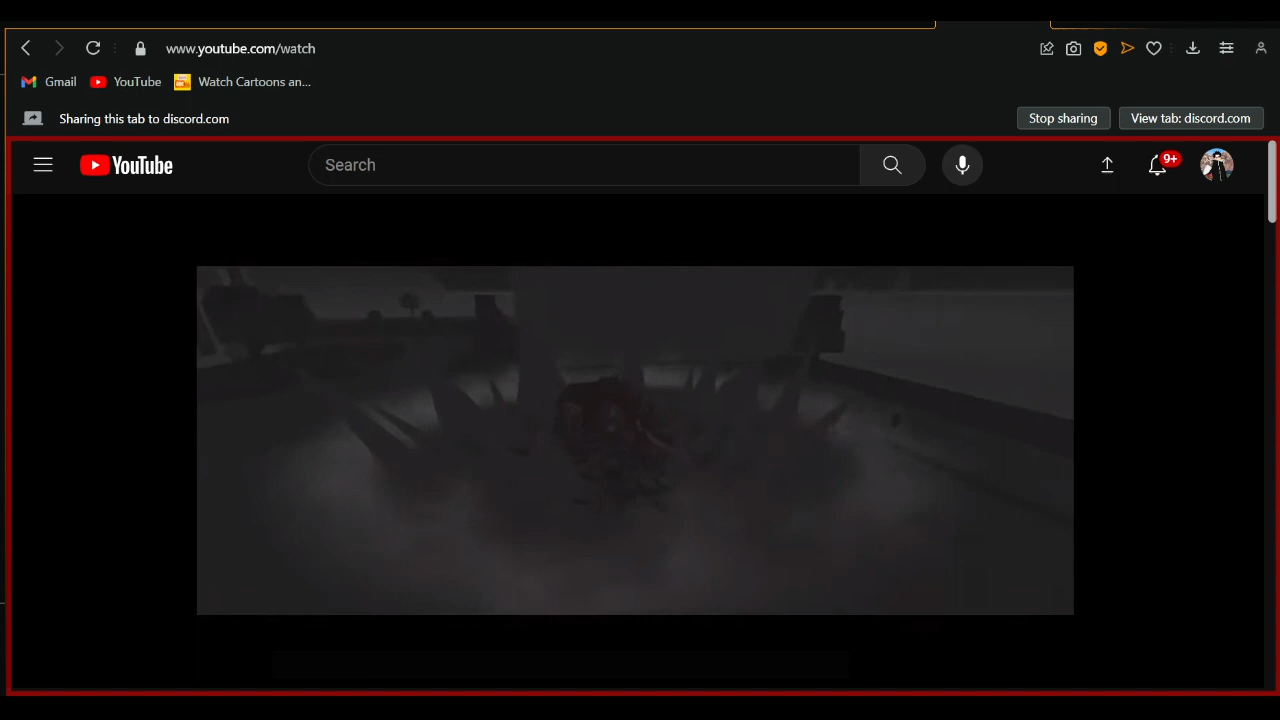 www.youtube.com/watch
Gmail YouTube Watch Cartoons an...
Sharing this tab to discord.com Stop sharing View tab: discord.com
YouTube Search 9+